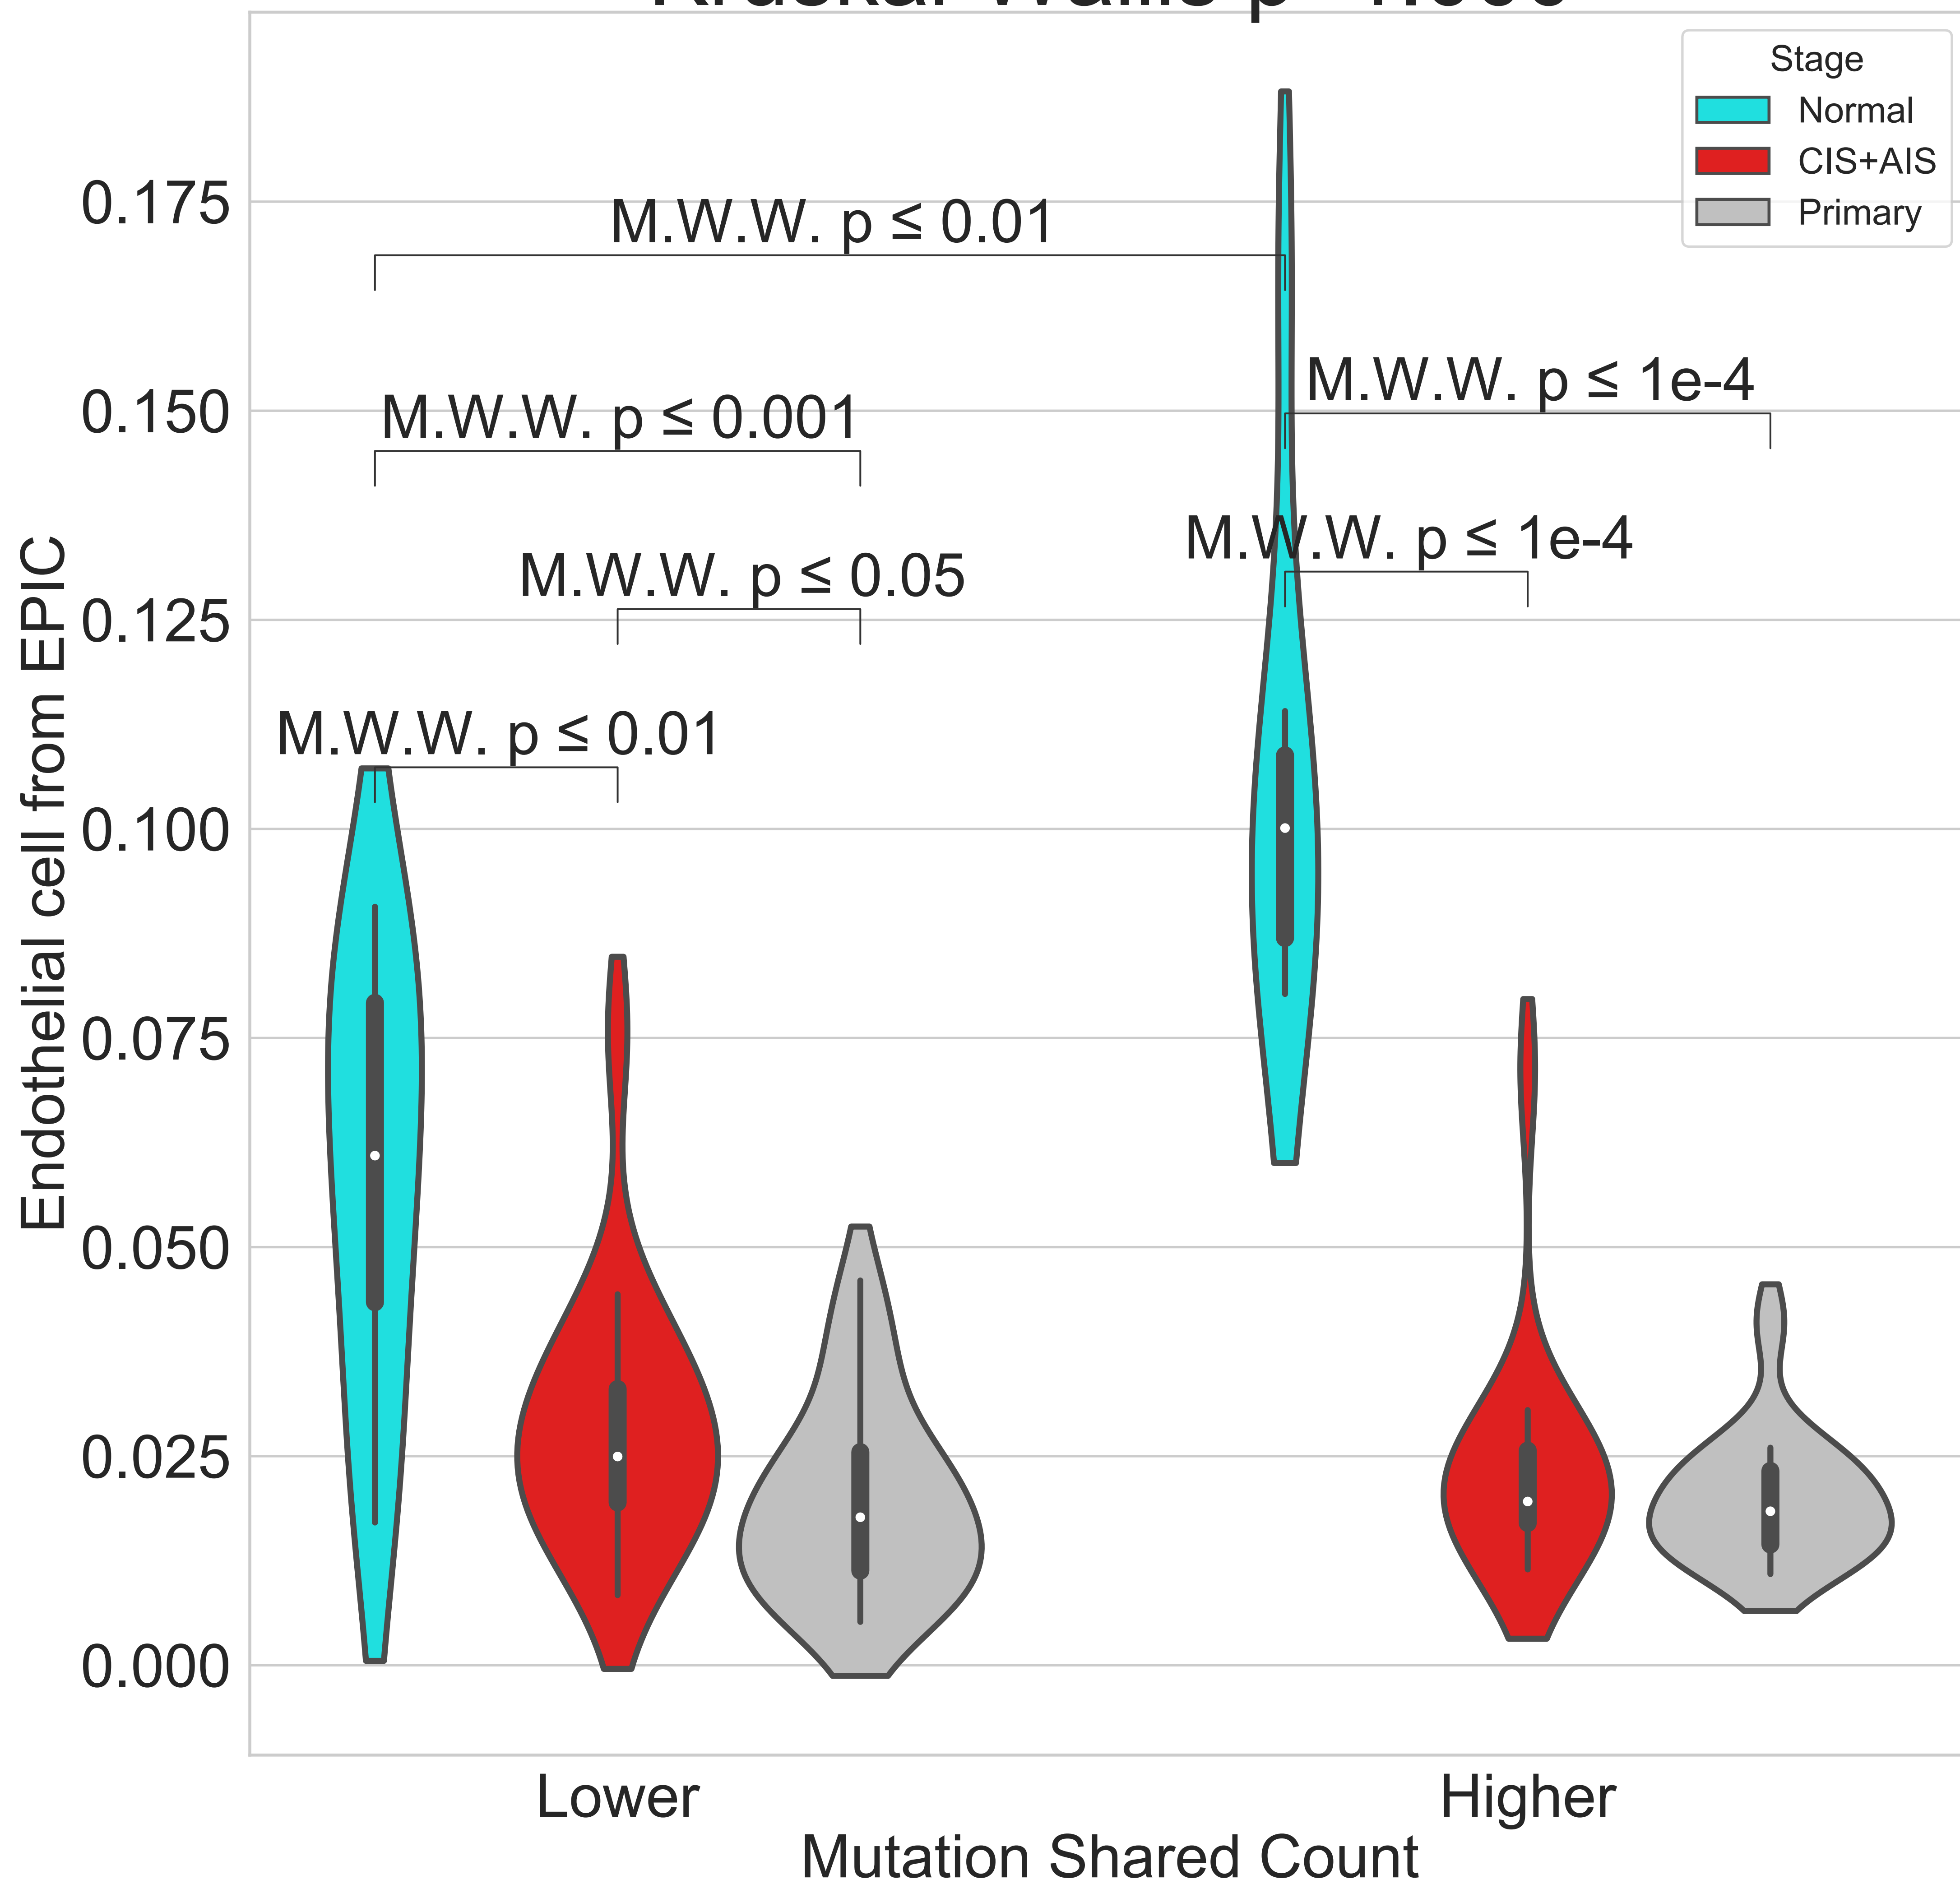 Stage
Normal
CIS+AIS
Primary
0.175
0.150
0.125
0.100
0.075
0.050
0.025
0.000
Endothelial cell from EPIC
M.W.W. p ≤ 0.01
M.W.W. p ≤ 1e-4
M.W.W. p ≤ 0.001
M.W.W. p ≤ 1e-4
M.W.W. p ≤ 0.05
M.W.W. p ≤ 0.01
Lower
Higher
Mutation Shared Count